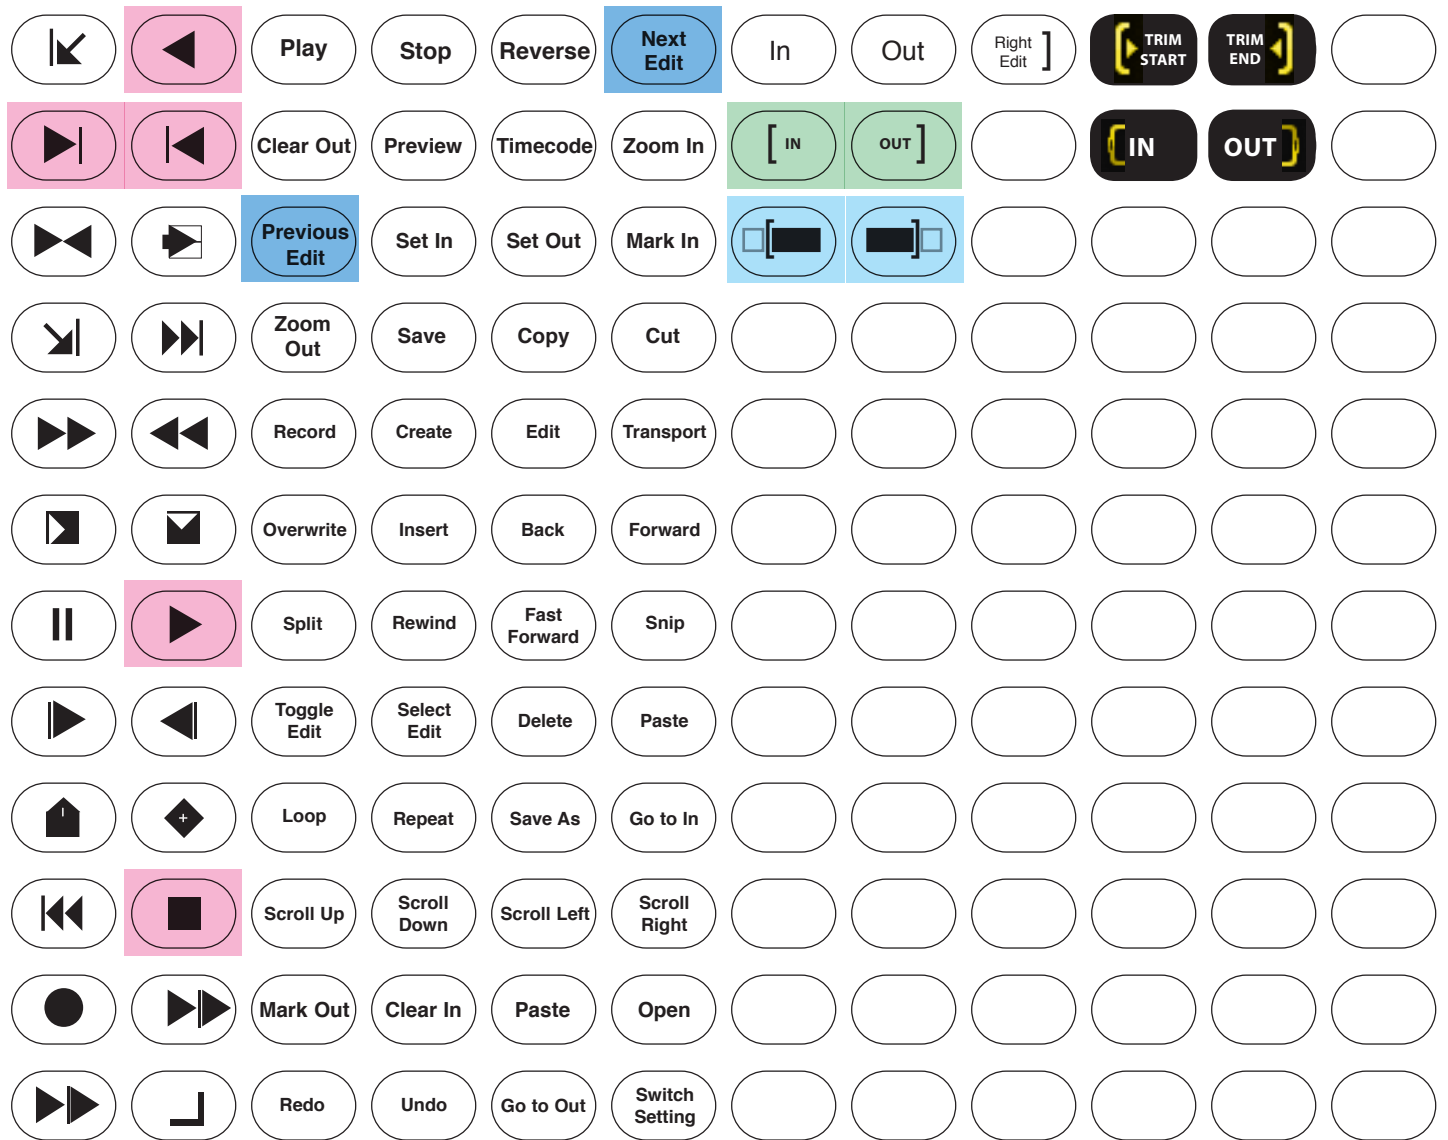 Play
Stop
Reverse
Next
Edit
In
Out
Right
Edit ]
[ TRIM
START
TRIM ]
END
Clear Out
Preview
Timecode
Zoom In
[ IN
OUT ]
[ IN
OUT ]
Previous
Edit
Set In
Set Out
Mark In
Zoom
Out
Save
Copy
Cut
Record
Create
Edit
Transport
Overwrite
Insert
Back
Forward
Split
Rewind
Fast
Forward
Snip
Toggle
Edit
Select
Edit
Delete
Paste
Loop
Repeat
Save As
Go to In
Scroll Up
Scroll
Down
Scroll Left
Scroll
Right
Mark Out
Clear In
Paste
Open
Redo
Undo
Go to Out
Switch
Setting